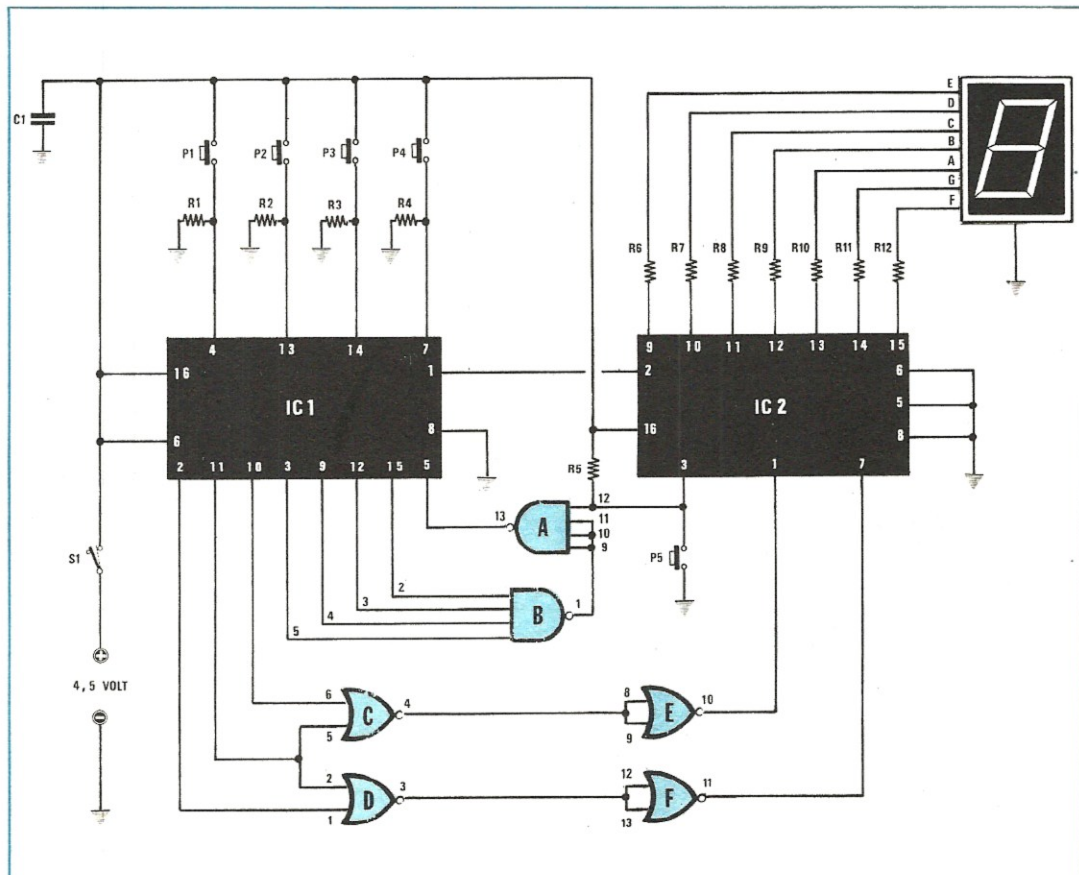 C1
P1 P2 P3 P4
R1 R2 R3 R4
E
D
C
B
A
G
F
R6 R7 R8 R9 R10 R11 R12
4 13 14 7
16 1
IC1
6 8
2 11 10 3 9 12 15 5
9 10 11 12 13 14 15
2 6
IC 2 5
16 8
3 1 7
R5
12
13 A 11
10
9
P5
S1
2
3 B 1
4
5
4,5 VOLT
6 C 4
5
8 E 10
9
2 D 3
1
12 F 11
13